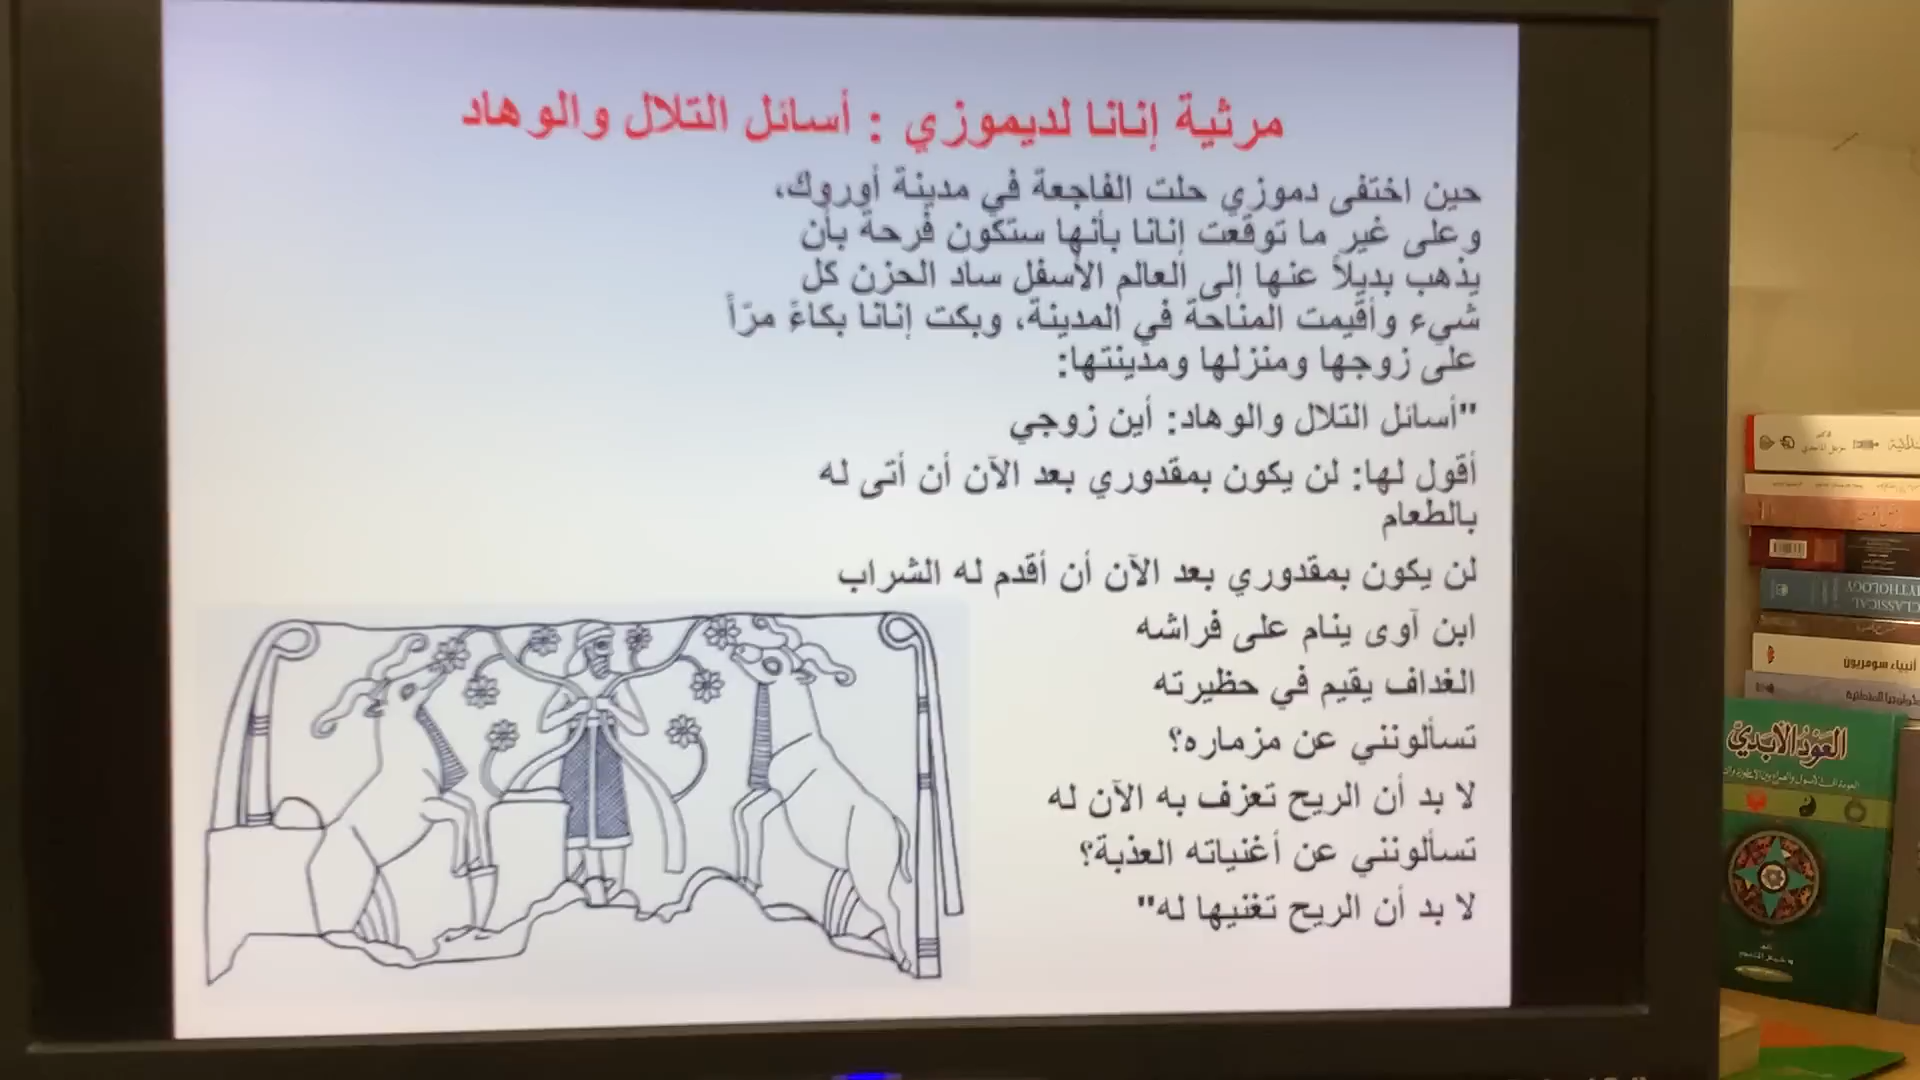 مرثية إنانا لديموزي : أسائل التلال والوهاد
حين اختفى دموزي حلت الفاجعة في مدينة أوروك،
وعلى غير ما توقعت إنانا بأنها ستكون فرحة بأن
يذهب بديلاً عنها إلى العالم الأسفل ساد الحزن كل
شيء وأقيمت المناحة في المدينة، وبكت إنانا بكاءً مرّاً
على زوجها ومنزلها ومدينتها:
"أسائل التلال والوهاد: أين زوجي
أقول لها: لن يكون بمقدوري بعد الآن أن أتى له
بالطعام
لن يكون بمقدوري بعد الآن أن أقدم له الشراب
ابن آوى ينام على فراشه
الغداف يقيم في حظيرته
تسألونني عن مزماره؟
لا بد أن الريح تعزف به الآن له
تسألونني عن أغنياته العذبة؟
لا بد أن الريح تغنيها له"
CLASSICAL
MYTHOLOGY
أنبياء سومريون
العود الأبدي